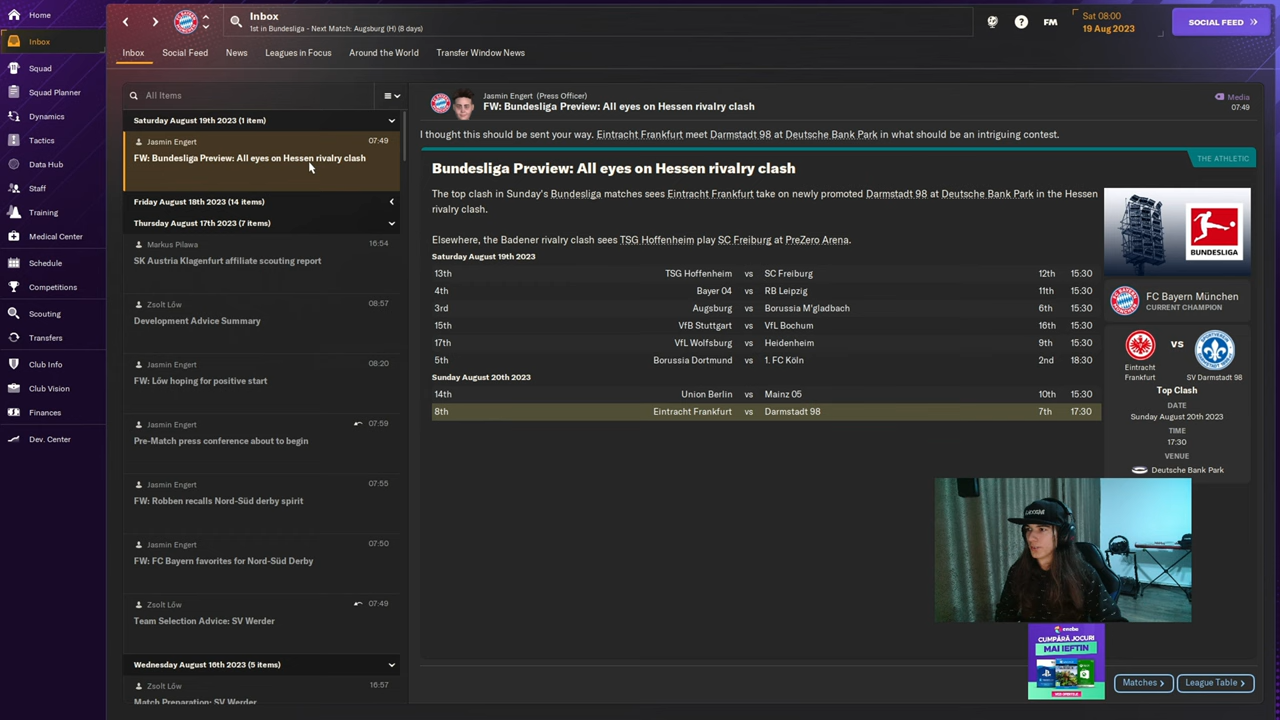 Home
Inbox
Squad
Squad Planner
Dynamics
Tactics
Data Hub
Staff
Training
Medical Center
Schedule
Competitions
Scouting
Transfers
Club Info
Club Vision
Finances
Dev. Center
Inbox
1st in Bundesliga - Next Match: Augsburg (H) (8 days)
? FM
Sat 08:00
19 Aug 2023
SOCIAL FEED
Inbox Social Feed News Leagues in Focus Around the World Transfer Window News
All Items
Saturday August 19th 2023 (1 item)
Jasmin Engert 07:49
FW: Bundesliga Preview: All eyes on Hessen rivalry clash
Friday August 18th 2023 (14 items)
Thursday August 17th 2023 (7 items)
Markus Pilawa 16:54
SK Austria Klagenfurt affiliate scouting report
Zsolt Lőw 08:57
Development Advice Summary
Jasmin Engert 08:20
FW: Lőw hoping for positive start
Jasmin Engert 07:59
Pre-Match press conference about to begin
Jasmin Engert 07:55
FW: Robben recalls Nord-Süd derby spirit
Jasmin Engert 07:50
FW: FC Bayern favorites for Nord-Süd Derby
Zsolt Lőw 07:49
Team Selection Advice: SV Werder
Wednesday August 16th 2023 (5 items)
Zsolt Lőw 16:57
Match Preparation: SV Werder
Jasmin Engert (Press Officer)
FW: Bundesliga Preview: All eyes on Hessen rivalry clash
Media
07:49
I thought this should be sent your way. Eintracht Frankfurt meet Darmstadt 98 at Deutsche Bank Park in what should be an intriguing contest.
THE ATHLETIC
Bundesliga Preview: All eyes on Hessen rivalry clash
The top clash in Sunday's Bundesliga matches sees Eintracht Frankfurt take on newly promoted Darmstadt 98 at Deutsche Bank Park in the Hessen
rivalry clash.
Elsewhere, the Badener rivalry clash sees TSG Hoffenheim play SC Freiburg at PreZero Arena.
Saturday August 19th 2023
13th TSG Hoffenheim vs SC Freiburg 12th 15:30
4th Bayer 04 vs RB Leipzig 11th 15:30
3rd Augsburg vs Borussia M'gladbach 6th 15:30
15th VfB Stuttgart vs VfL Bochum 16th 15:30
17th VfL Wolfsburg vs Heidenheim 9th 15:30
5th Borussia Dortmund vs 1. FC Köln 2nd 18:30
Sunday August 20th 2023
14th Union Berlin vs Mainz 05 10th 15:30
8th Eintracht Frankfurt vs Darmstadt 98 7th 17:30
BUNDESLIGA
FC Bayern München
CURRENT CHAMPION
VS
Eintracht
Frankfurt
SV Darmstadt 98
Top Clash
DATE
Sunday August 20th 2023
TIME
17:30
VENUE
Deutsche Bank Park
eneba
CUMPĂRĂ JOCURI
MAI IEFTIN
Matches
League Table